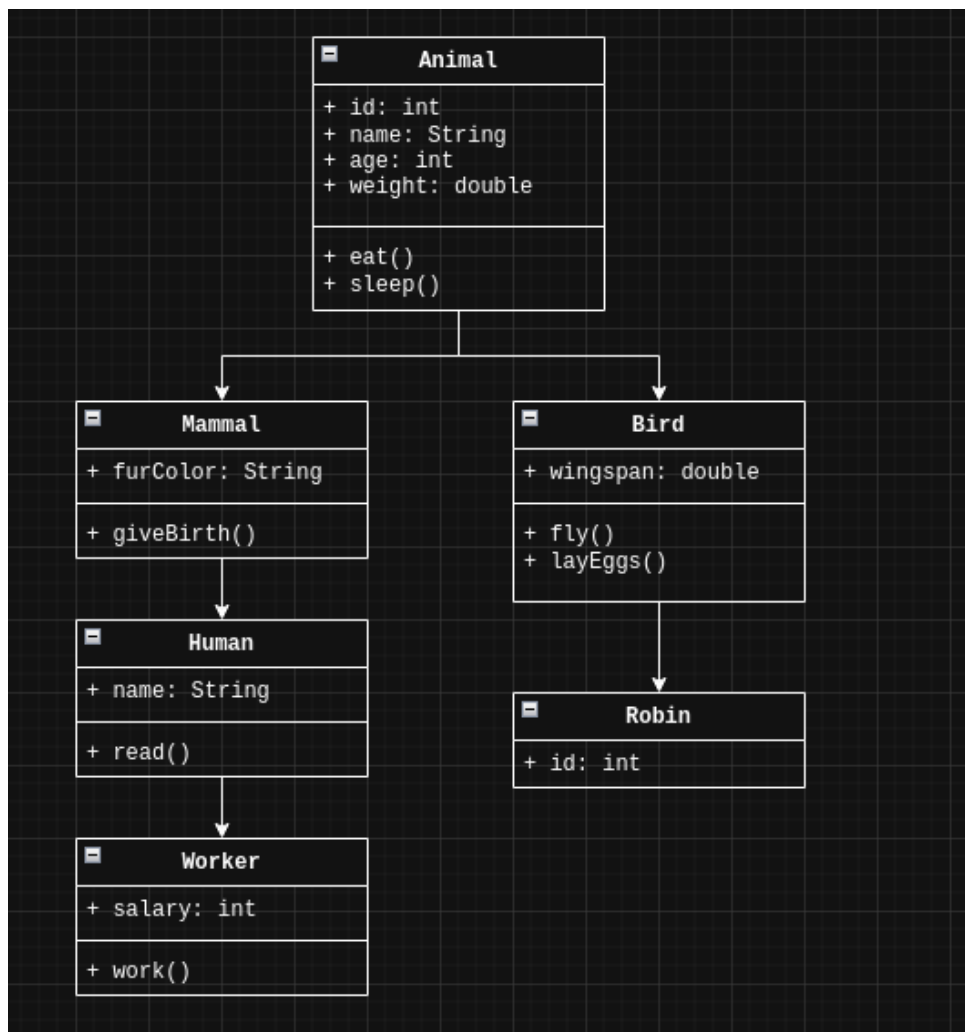 Animal
+ id: int
+ name: String
+ age: int
+ weight: double
+ eat()
+ sleep()
Mammal
+ furColor: String
+ giveBirth()
Bird
+ wingspan: double
+ fly()
+ layEggs()
Human
+ name: String
+ read()
Robin
+ id: int
Worker
+ salary: int
+ work()